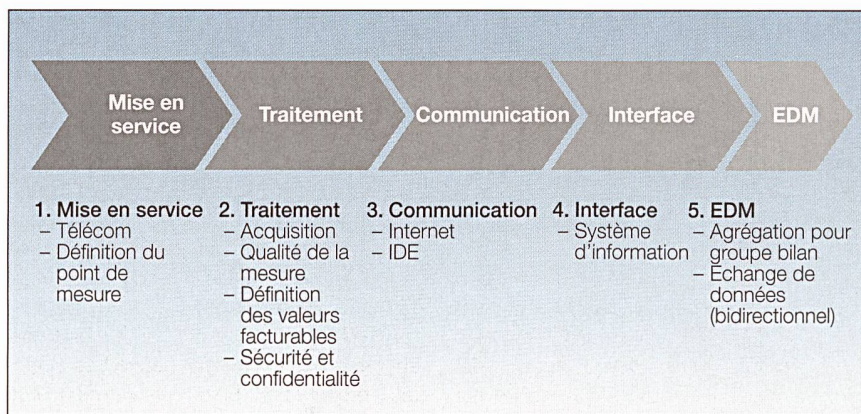 Mise en
service
Traitement
Communication
Interface
EDM
1. Mise en service
– Télécom
– Définition du
point de
mesure
2. Traitement
– Acquisition
– Qualité de la
mesure
– Définition
des valeurs
facturables
– Sécurité et
confidentialité
3. Communication
– Internet
– IDE
4. Interface
– Système
d'information
5. EDM
– Agrégation pour
groupe bilan
– Echange de
données
(bidirectionnel)